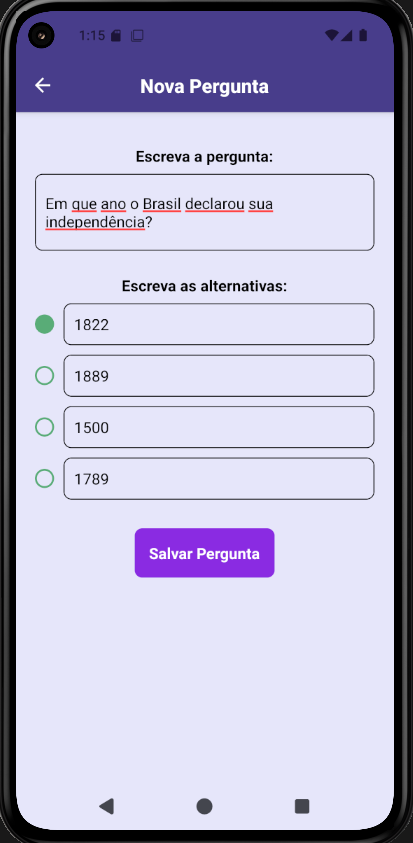 1:15
Nova Pergunta
Escreva a pergunta:
Em que ano o Brasil declarou sua
independência?
Escreva as alternativas:
1822
1889
1500
1789
Salvar Pergunta